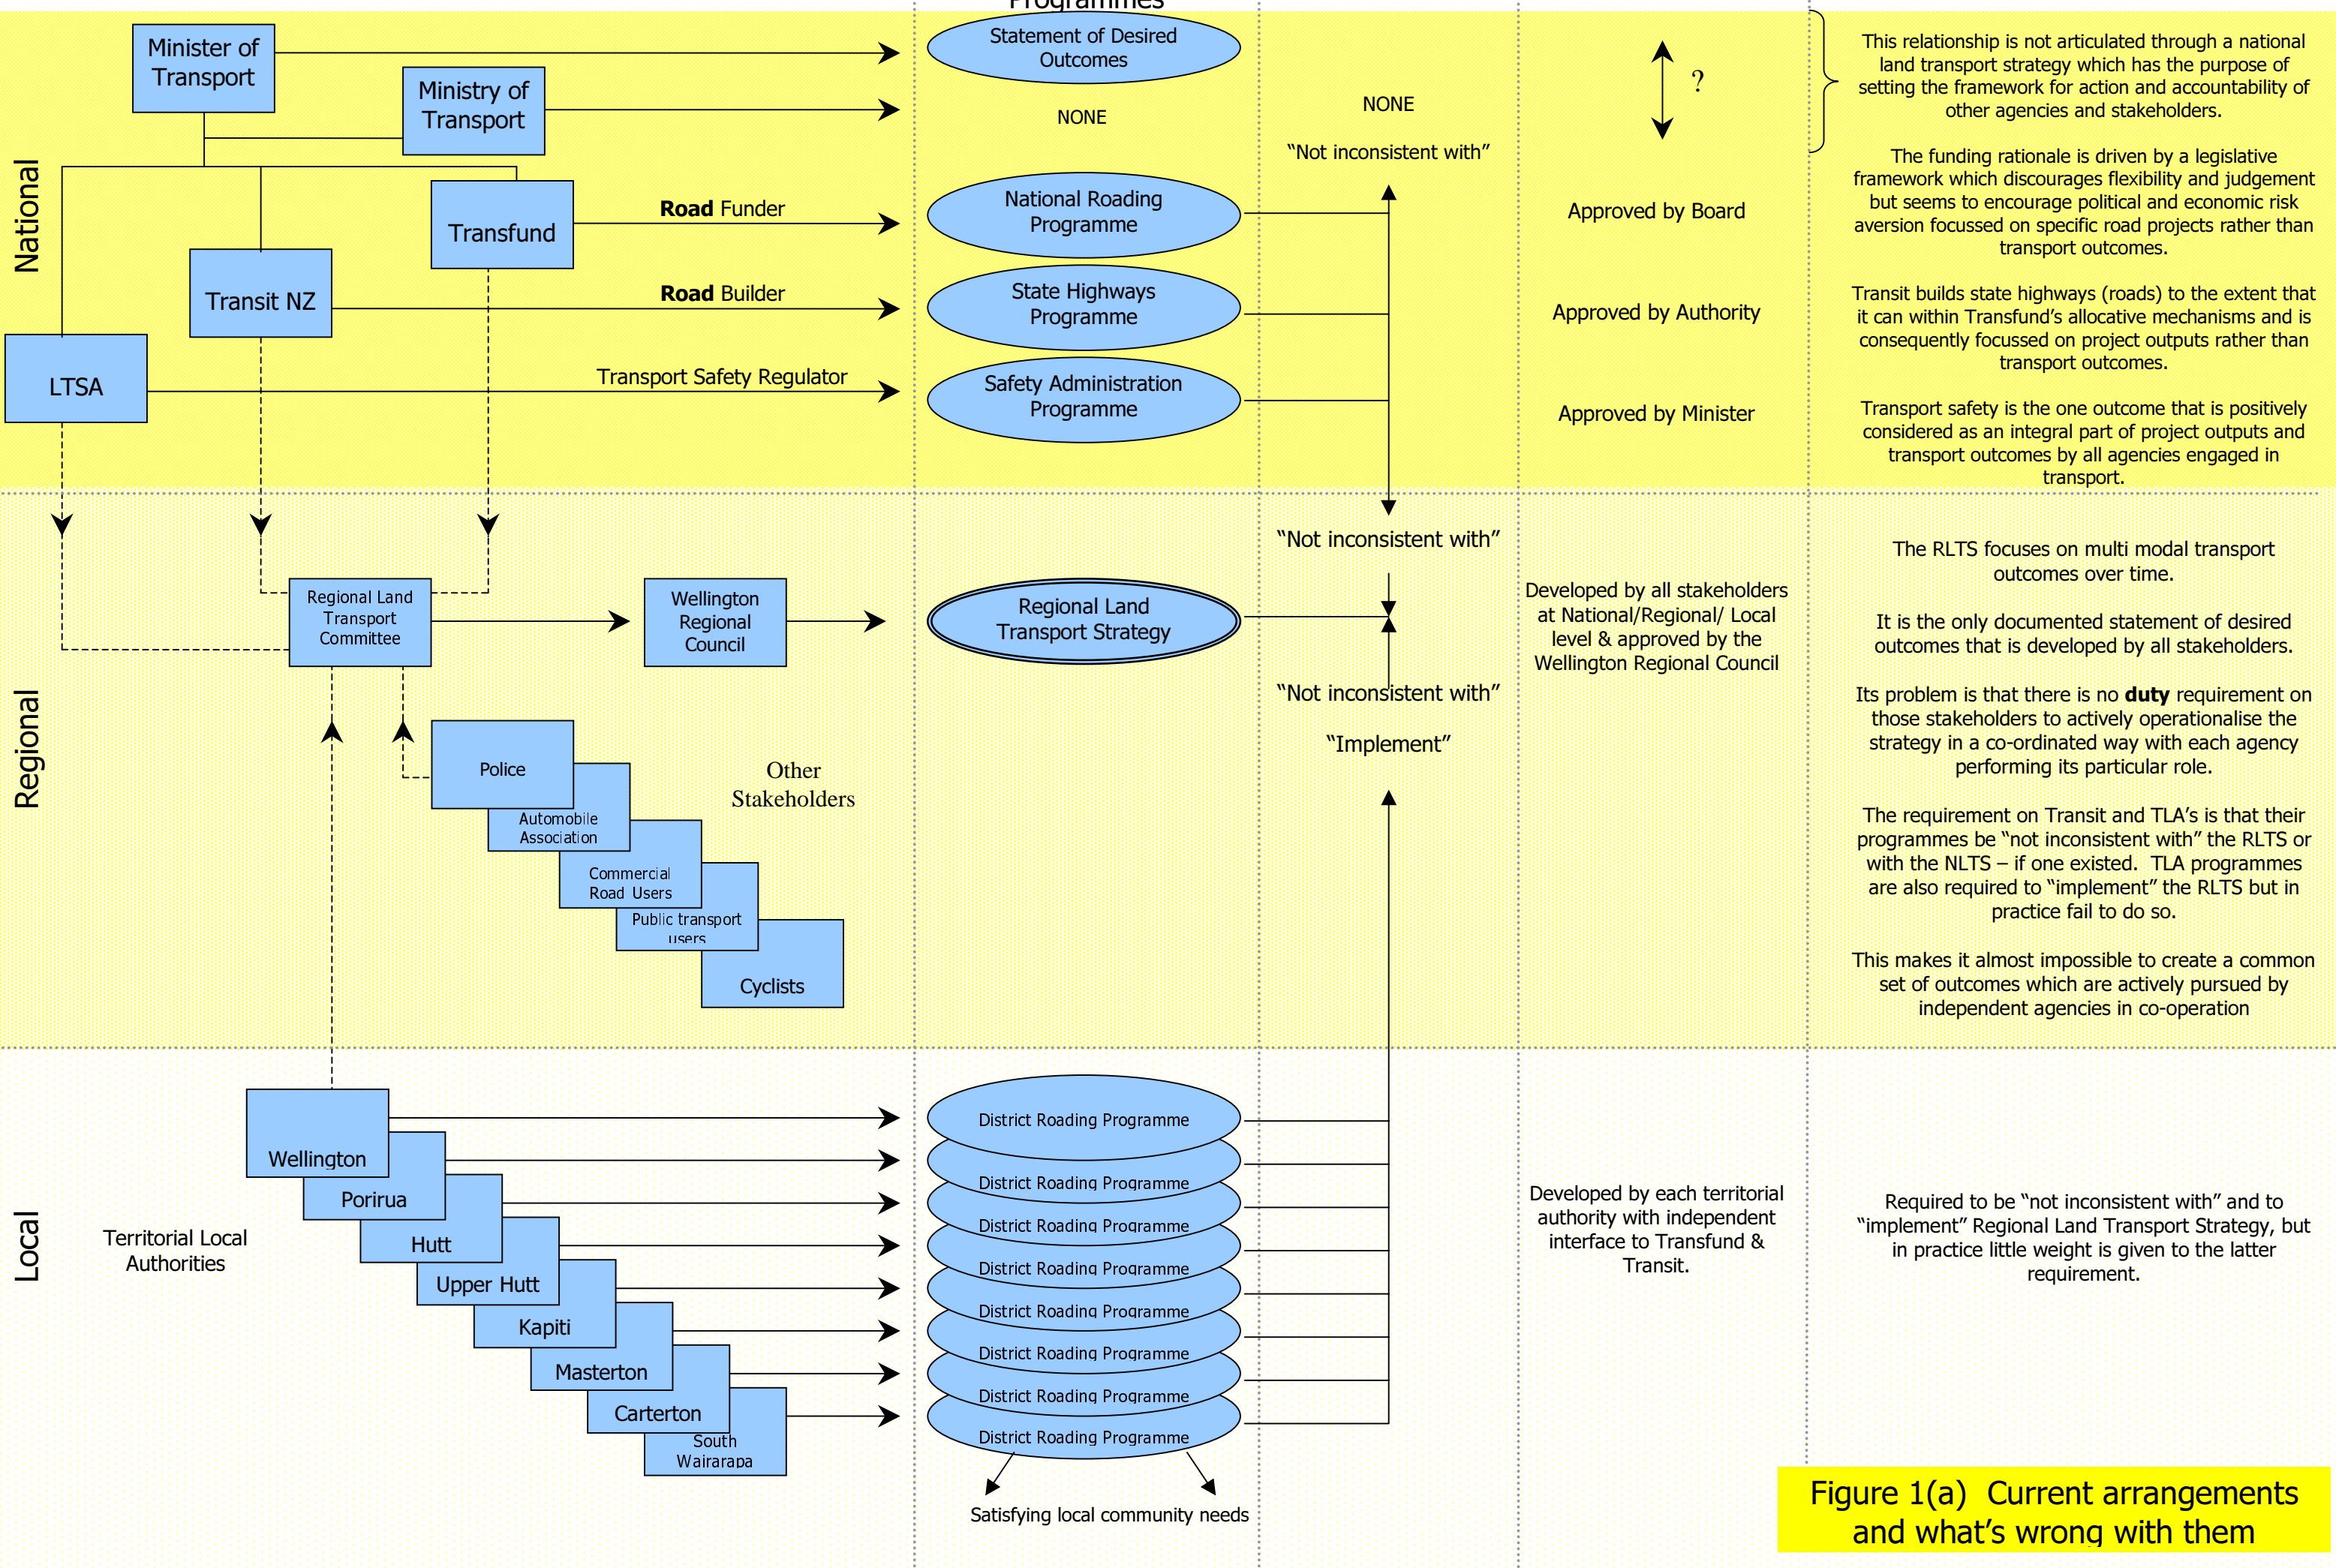 Programmes
Minister of
Transport
Ministry of
Transport
Statement of Desired
Outcomes
NONE
NONE
“Not inconsistent with”
?
This relationship is not articulated through a national
land transport strategy which has the purpose of
setting the framework for action and accountability of
other agencies and stakeholders.
National
Transfund
Road Funder
National Roading
Programme
Approved by Board
The funding rationale is driven by a legislative
framework which discourages flexibility and judgement
but seems to encourage political and economic risk
aversion focussed on specific road projects rather than
transport outcomes.
Transit NZ
Road Builder
State Highways
Programme
Approved by Authority
Transit builds state highways (roads) to the extent that
it can within Transfund’s allocative mechanisms and is
consequently focussed on project outputs rather than
transport outcomes.
LTSA
Transport Safety Regulator
Safety Administration
Programme
Approved by Minister
Transport safety is the one outcome that is positively
considered as an integral part of project outputs and
transport outcomes by all agencies engaged in
transport.
Regional
Regional Land
Transport
Committee
Wellington
Regional
Council
Regional Land
Transport Strategy
“Not inconsistent with”
“Not inconsistent with”
“Implement”
Developed by all stakeholders
at National/Regional/ Local
level & approved by the
Wellington Regional Council
The RLTS focuses on multi modal transport
outcomes over time.
It is the only documented statement of desired
outcomes that is developed by all stakeholders.
Its problem is that there is no duty requirement on
those stakeholders to actively operationalise the
strategy in a co-ordinated way with each agency
performing its particular role.
The requirement on Transit and TLA’s is that their
programmes be “not inconsistent with” the RLTS or
with the NLTS – if one existed. TLA programmes
are also required to “implement” the RLTS but in
practice fail to do so.
This makes it almost impossible to create a common
set of outcomes which are actively pursued by
independent agencies in co-operation
Police
Automobile
Association
Commercial
Road Users
Public transport
users
Cyclists
Other
Stakeholders
Local
Territorial Local
Authorities
Wellington
Porirua
Hutt
Upper Hutt
Kapiti
Masterton
Carterton
South
Wairarapa
District Roading Programme
District Roading Programme
District Roading Programme
District Roading Programme
District Roading Programme
District Roading Programme
District Roading Programme
District Roading Programme
Satisfying local community needs
Developed by each territorial
authority with independent
interface to Transfund &
Transit.
Required to be “not inconsistent with” and to
“implement” Regional Land Transport Strategy, but
in practice little weight is given to the latter
requirement.
Figure 1(a) Current arrangements
and what’s wrong with them